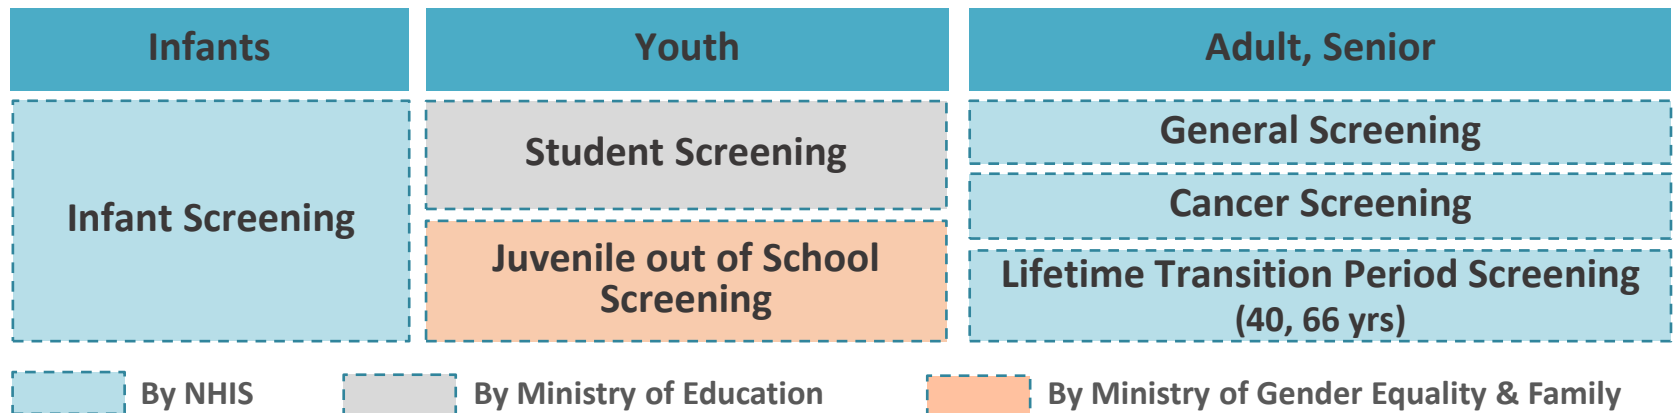 Infants
Youth
Adult, Senior
Infant Screening
Student Screening
Juvenile out of School
Screening
General Screening
Cancer Screening
Lifetime Transition Period Screening
(40, 66 yrs)
By NHIS
By Ministry of Education
By Ministry of Gender Equality & Family